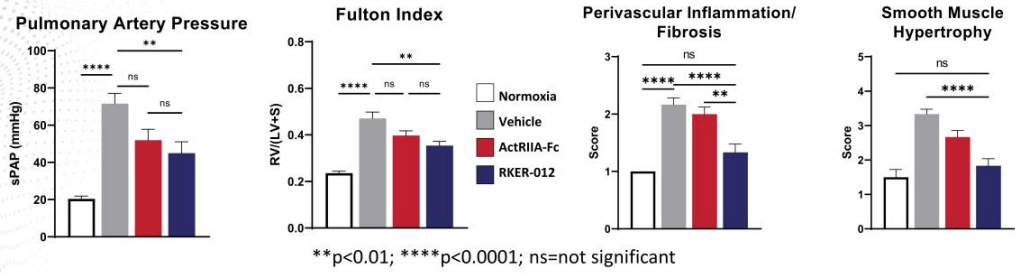 Pulmonary Artery Pressure
sPAP (mmHg)
100
80
60
40
20
0
****
**
ns
ns
Fulton Index
RV/(LV+S)
0.8
0.6
0.4
0.2
0.0
****
**
ns
ns
Normoxia
Vehicle
ActRIIA-Fc
RKER-012
Perivascular Inflammation/
Fibrosis
Score
3
2
1
0
ns
****
****
**
Smooth Muscle
Hypertrophy
Score
5
4
3
2
1
0
ns
****
**p<0.01; ****p<0.0001; ns=not significant